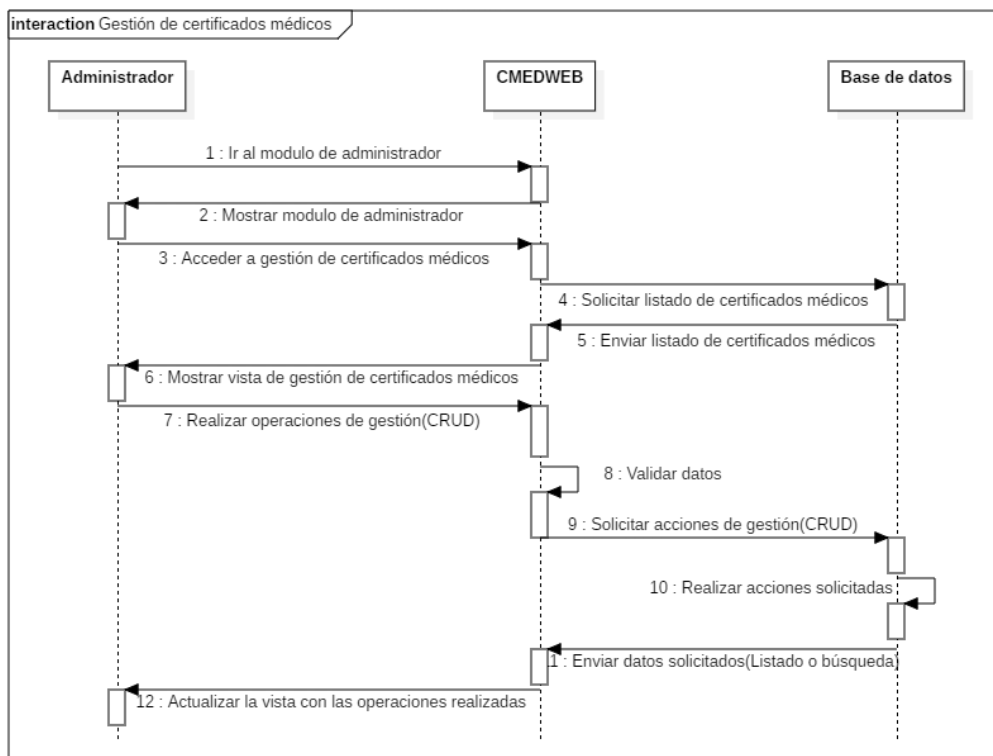 interaction Gestión de certificados médicos
Administrador
CMEDWEB
Base de datos
1 : Ir al modulo de administrador
2 : Mostrar modulo de administrador
3 : Acceder a gestión de certificados médicos
4 : Solicitar listado de certificados médicos
5 : Enviar listado de certificados médicos
6 : Mostrar vista de gestión de certificados médicos
7 : Realizar operaciones de gestión(CRUD)
8 : Validar datos
9 : Solicitar acciones de gestión(CRUD)
10 : Realizar acciones solicitadas
11 : Enviar datos solicitados(Listado o búsqueda)
12 : Actualizar la vista con las operaciones realizadas